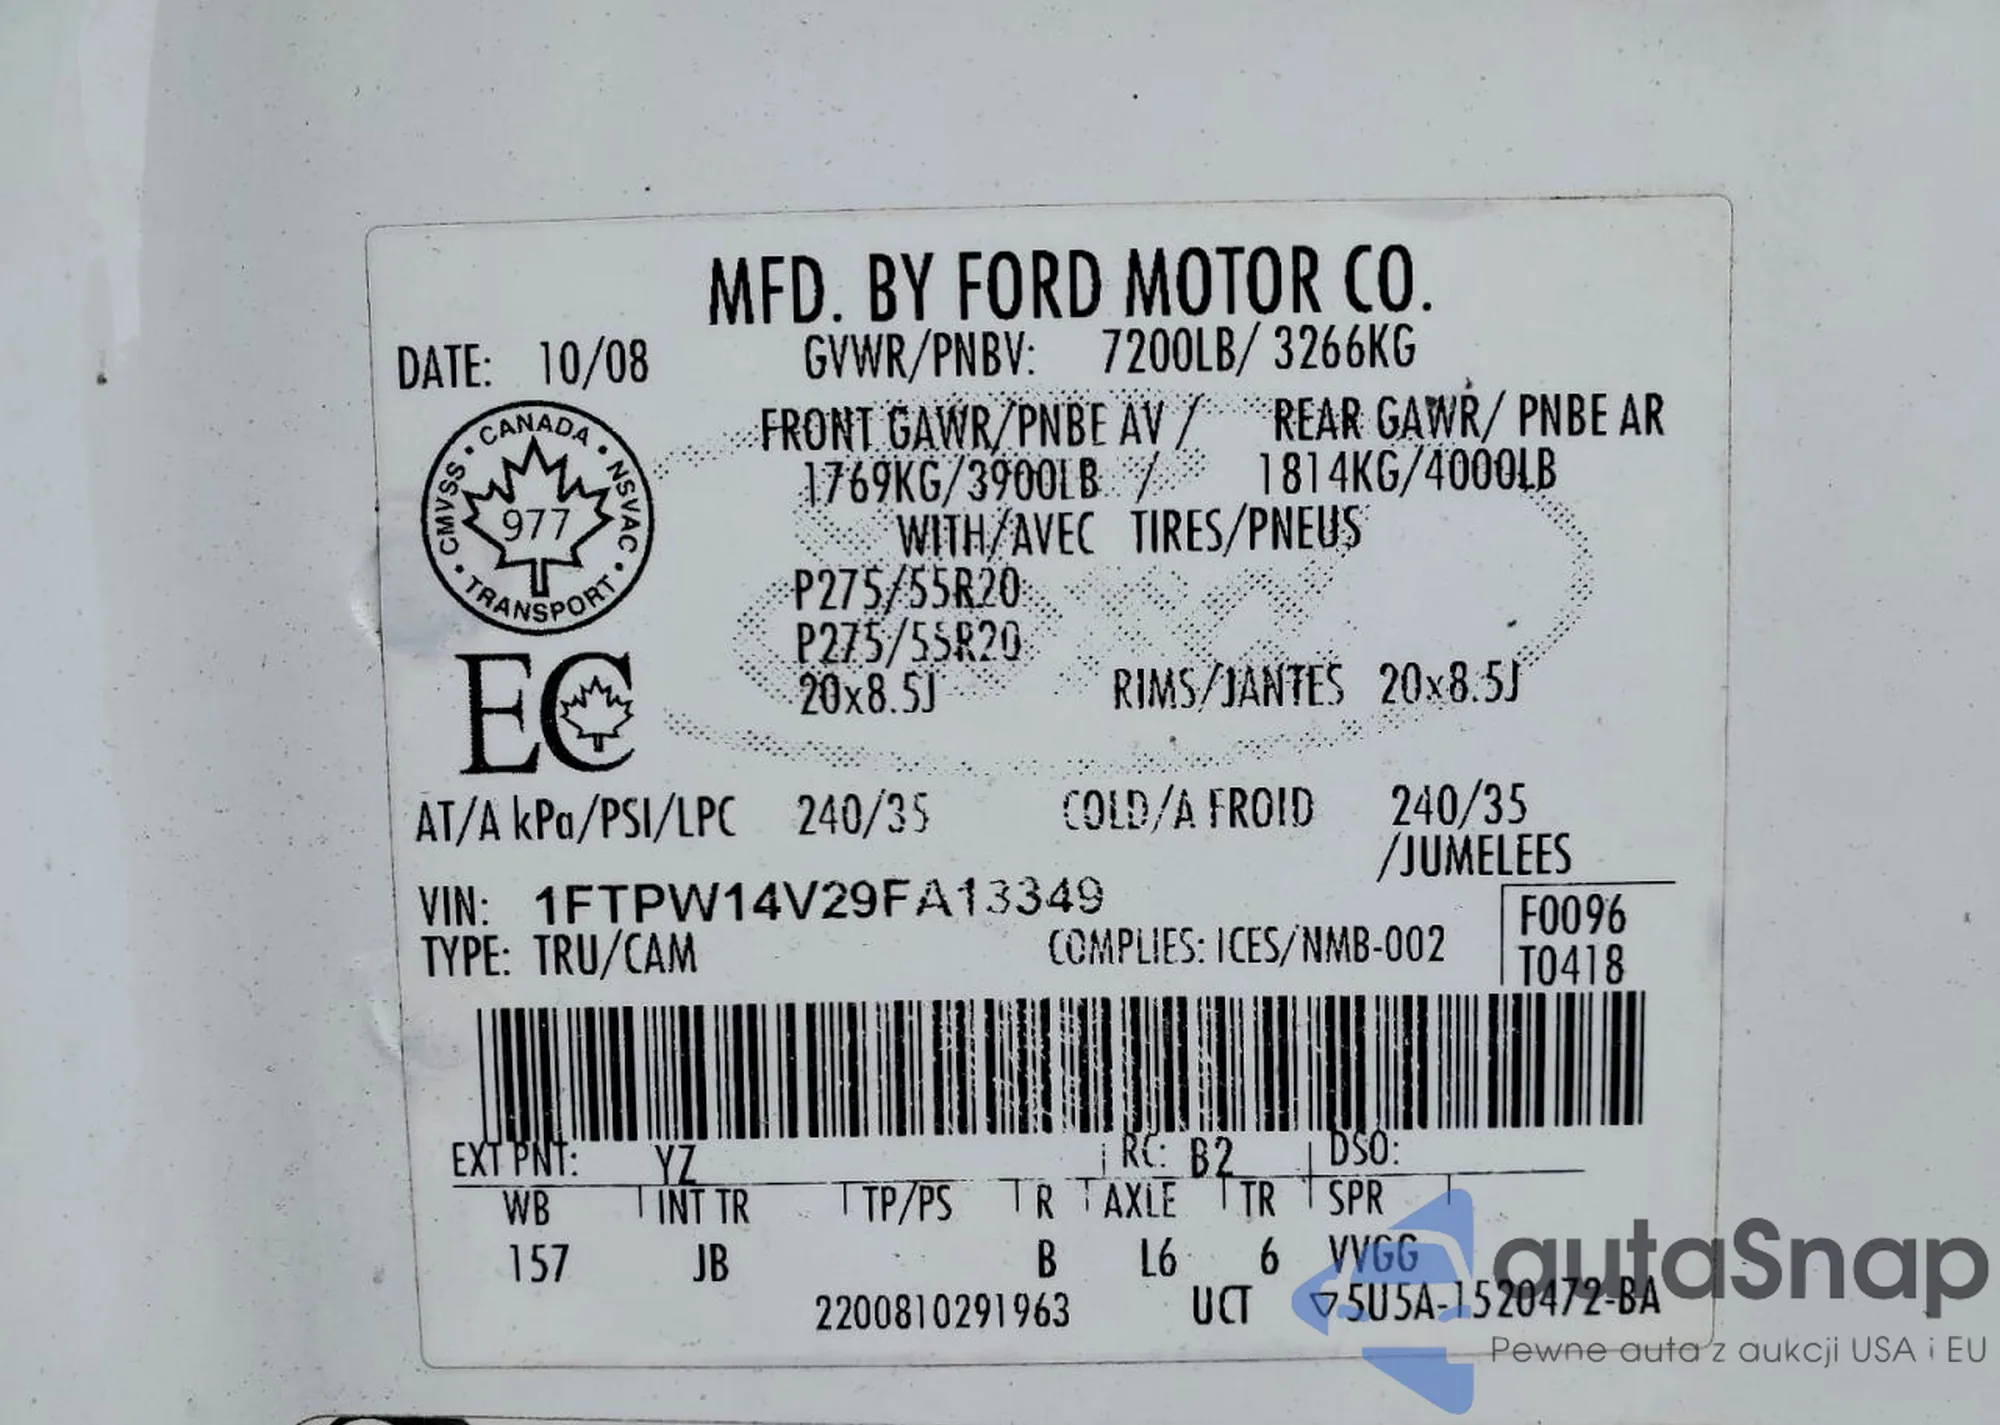 MFD. BY FORD MOTOR CO.
DATE: 10/08 GVWR/PNBV: 7200LB/ 3266KG
FRONT GAWR/PNBE AV / REAR GAWR/ PNBE AR
1769KG/3900LB / 1814KG/4000LB
WITH/AVEC TIRES/PNEUS
P275/55R20
P275/55R20
20x8.5J RIMS/JANTES 20x8.5J
CANADA
CMVSS NSVAC
977
TRANSPORT
EC
AT/A kPa/PSI/LPC 240/35 COLD/A FROID 240/35
/JUMELEES
VIN: 1FTPW14V29FA13349
F0096
TYPE: TRU/CAM COMPLIES: ICES/NMB-002
T0418
EXT PNT: YZ RC: B2 DSO:
WB INT TR TP/PS R AXLE TR SPR
157 JB B L6 6 VVGG
2200810291963 UCT ▽5U5A-1520472-BA
autaSnap
Pewne auta z aukcji USA i EU